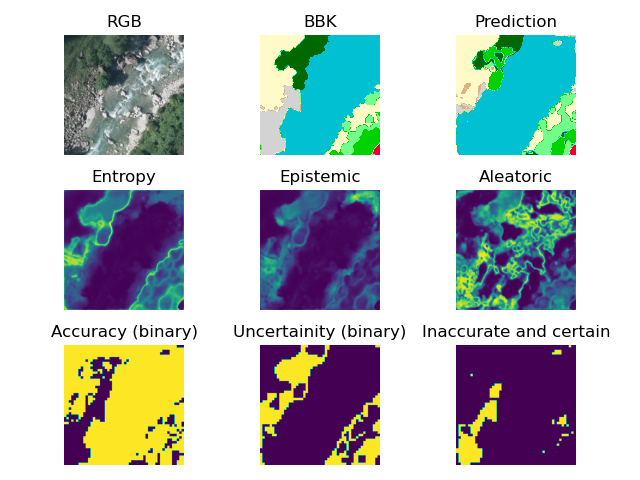 RGB
BBK
Prediction
Entropy
Epistemic
Aleatoric
Accuracy (binary)
Uncertainity (binary)
Inaccurate and certain